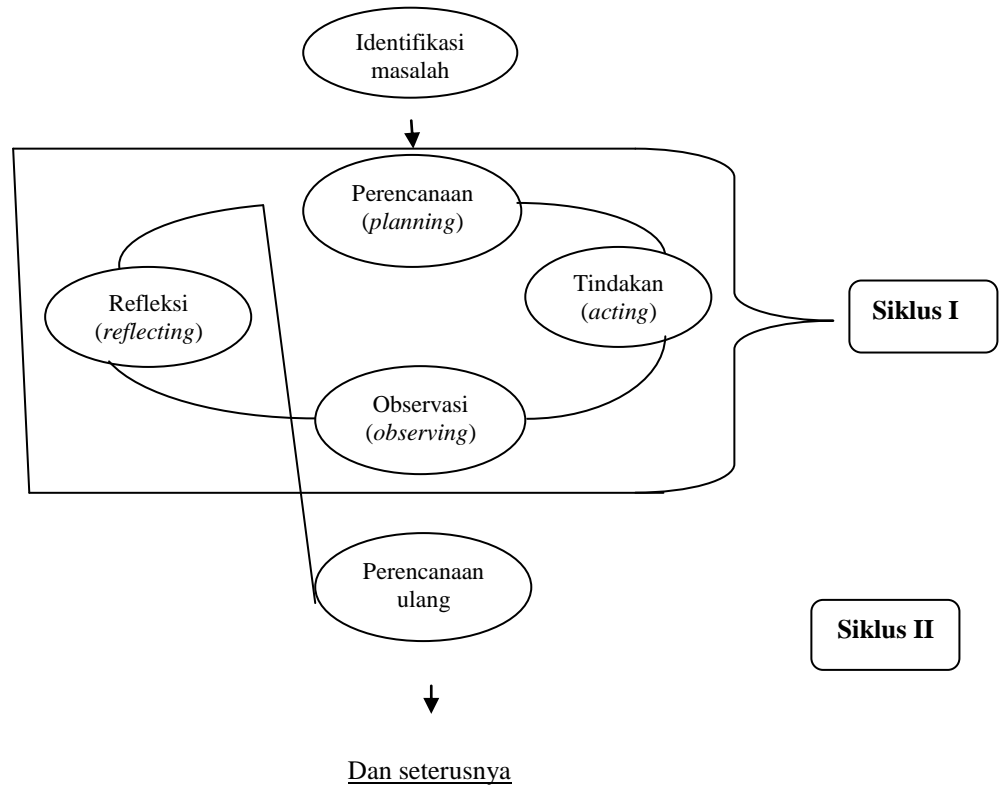 Identifikasi
masalah
Perencanaan
(planning)
Tindakan
(acting)
Refleksi
(reflecting)
Siklus I
Observasi
(observing)
Perencanaan
ulang
Siklus II
Dan seterusnya